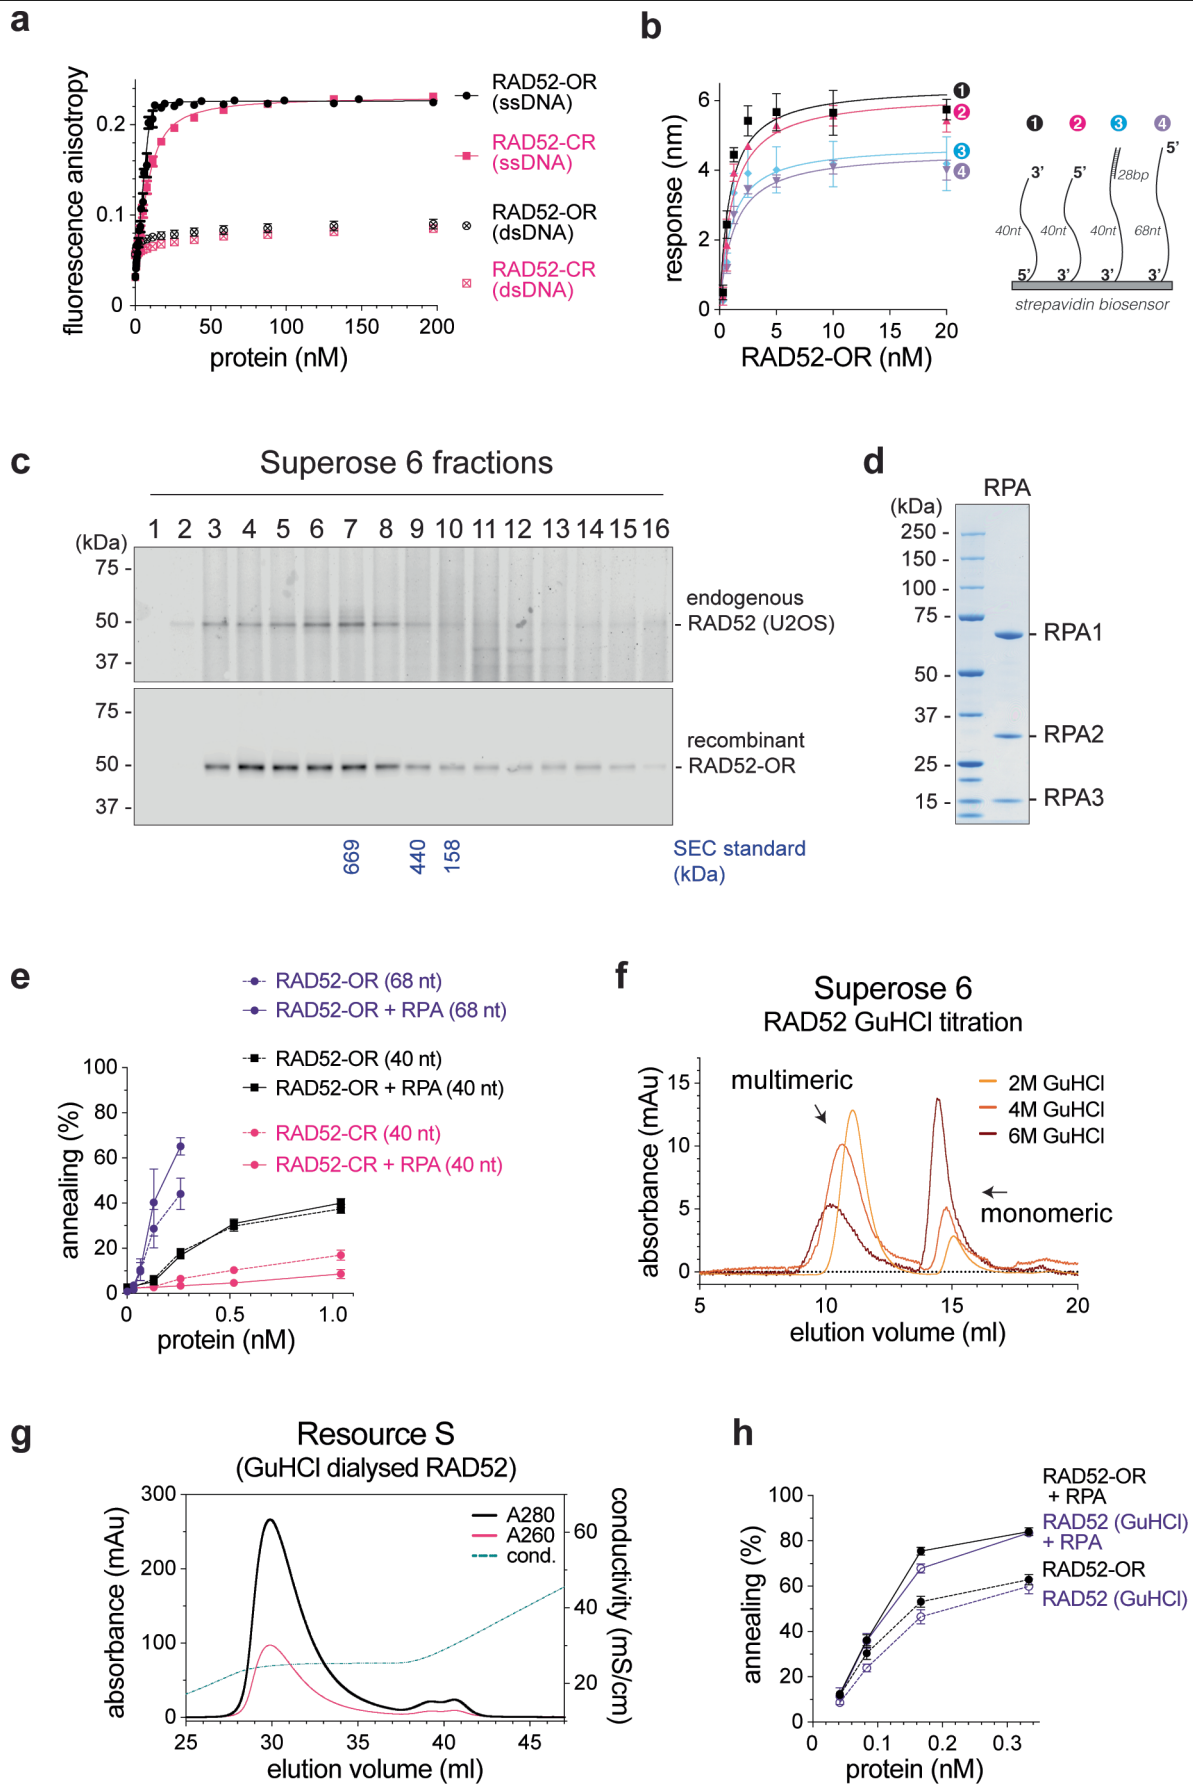 a
fluorescence anisotropy
0.2
0.1
0
0
50
100
150
200
protein (nM)
RAD52-OR
(ssDNA)
RAD52-CR
(ssDNA)
RAD52-OR
(dsDNA)
RAD52-CR
(dsDNA)
b
response (nm)
6
4
2
0
0
5
10
15
20
RAD52-OR (nM)
1
2
3
4
1
2
3
4
3'
5'
28bp
5'
40nt
40nt
40nt
68nt
5'
3'
3'
3'
strepavidin biosensor
c
Superose 6 fractions
1 2 3 4 5 6 7 8 9 10 11 12 13 14 15 16
(kDa)
75 -
50 -
37 -
endogenous
- RAD52 (U2OS)
75 -
50 -
37 -
recombinant
- RAD52-OR
669
440
158
SEC standard
(kDa)
d
RPA
(kDa)
250 -
150 -
100 -
75 -
50 -
37 -
25 -
15 -
- RPA1
- RPA2
- RPA3
e
RAD52-OR (68 nt)
RAD52-OR + RPA (68 nt)
RAD52-OR (40 nt)
RAD52-OR + RPA (40 nt)
RAD52-CR (40 nt)
RAD52-CR + RPA (40 nt)
annealing (%)
100
80
60
40
20
0
0
0.5
1.0
protein (nM)
f
Superose 6
RAD52 GuHCl titration
absorbance (mAu)
15
10
5
0
5
10
15
20
elution volume (ml)
multimeric
monomeric
2M GuHCl
4M GuHCl
6M GuHCl
g
Resource S
(GuHCl dialysed RAD52)
absorbance (mAu)
300
200
100
0
25
30
35
40
45
elution volume (ml)
A280
A260
cond.
60
40
20
conductivity (mS/cm)
h
annealing (%)
100
80
60
40
20
0
0
0.1
0.2
0.3
protein (nM)
RAD52-OR
+ RPA
RAD52 (GuHCl)
+ RPA
RAD52-OR
RAD52 (GuHCl)